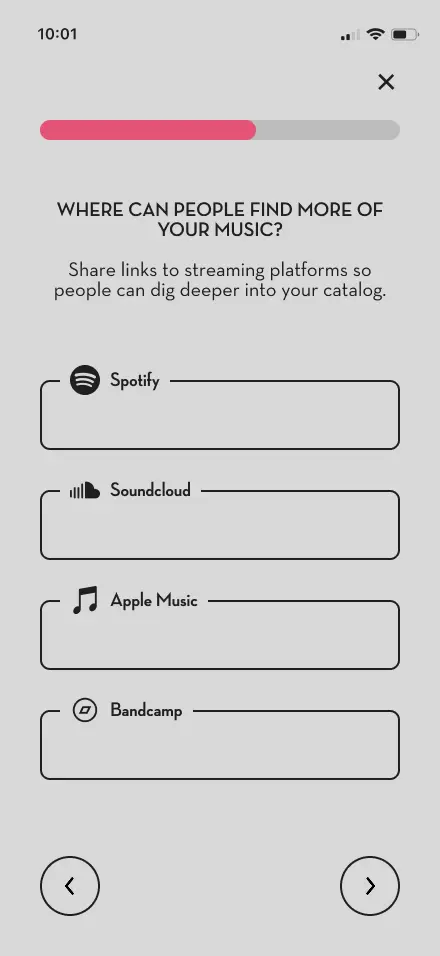 10:01
WHERE CAN PEOPLE FIND MORE OF
YOUR MUSIC?
Share links to streaming platforms so
people can dig deeper into your catalog.
Spotify
Soundcloud
Apple Music
Bandcamp